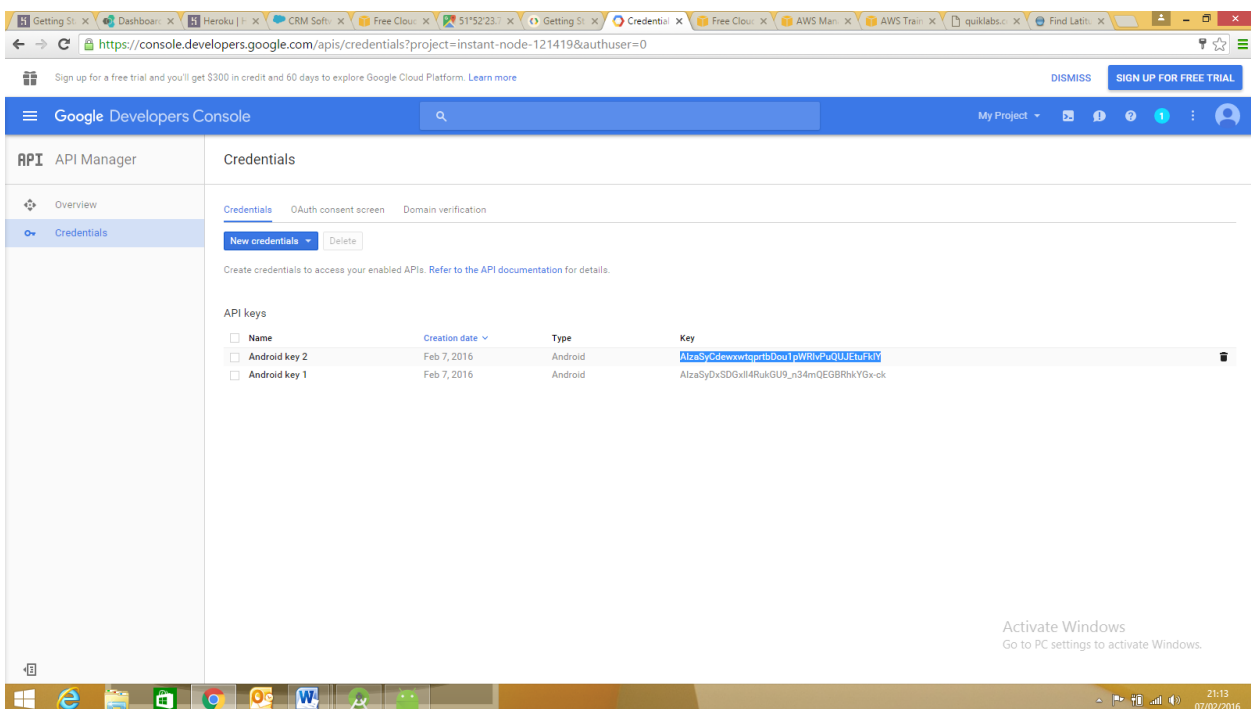 Getting St
Dashboard
Heroku | H
CRM Softw
Free Cloud
51°52'23.7
Getting St
Credential
Free Cloud
AWS Man
AWS Train
quiklabs.co
Find Latitu
https://console.developers.google.com/apis/credentials?project=instant-node-121419&authuser=0
Sign up for a free trial and you'll get $300 in credit and 60 days to explore Google Cloud Platform. Learn more
DISMISS
SIGN UP FOR FREE TRIAL
Google Developers Console
My Project
1
API API Manager
Credentials
Overview
Credentials
Credentials OAuth consent screen Domain verification
New credentials Delete
Create credentials to access your enabled APIs. Refer to the API documentation for details.
API keys
Name Creation date Type Key
Android key 2 Feb 7, 2016 Android
Android key 1 Feb 7, 2016 Android
Activate Windows
Go to PC settings to activate Windows.
21:13
07/02/2016